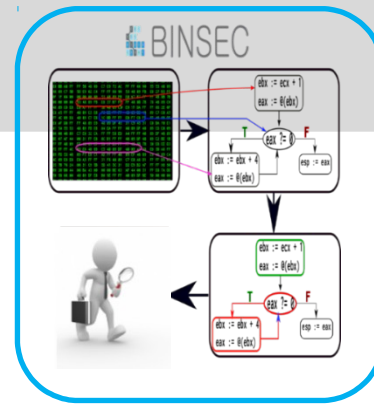 BINSEC
ebx := ecx + 1
eax := @(ebx)
T
eax ?= 0
F
ebx := ebx + 4
eax := @(ebx)
esp := eax
ebx := ecx + 1
eax := @(ebx)
T
eax ?= 0
F
ebx := ebx + 4
eax := @(ebx)
esp := eax